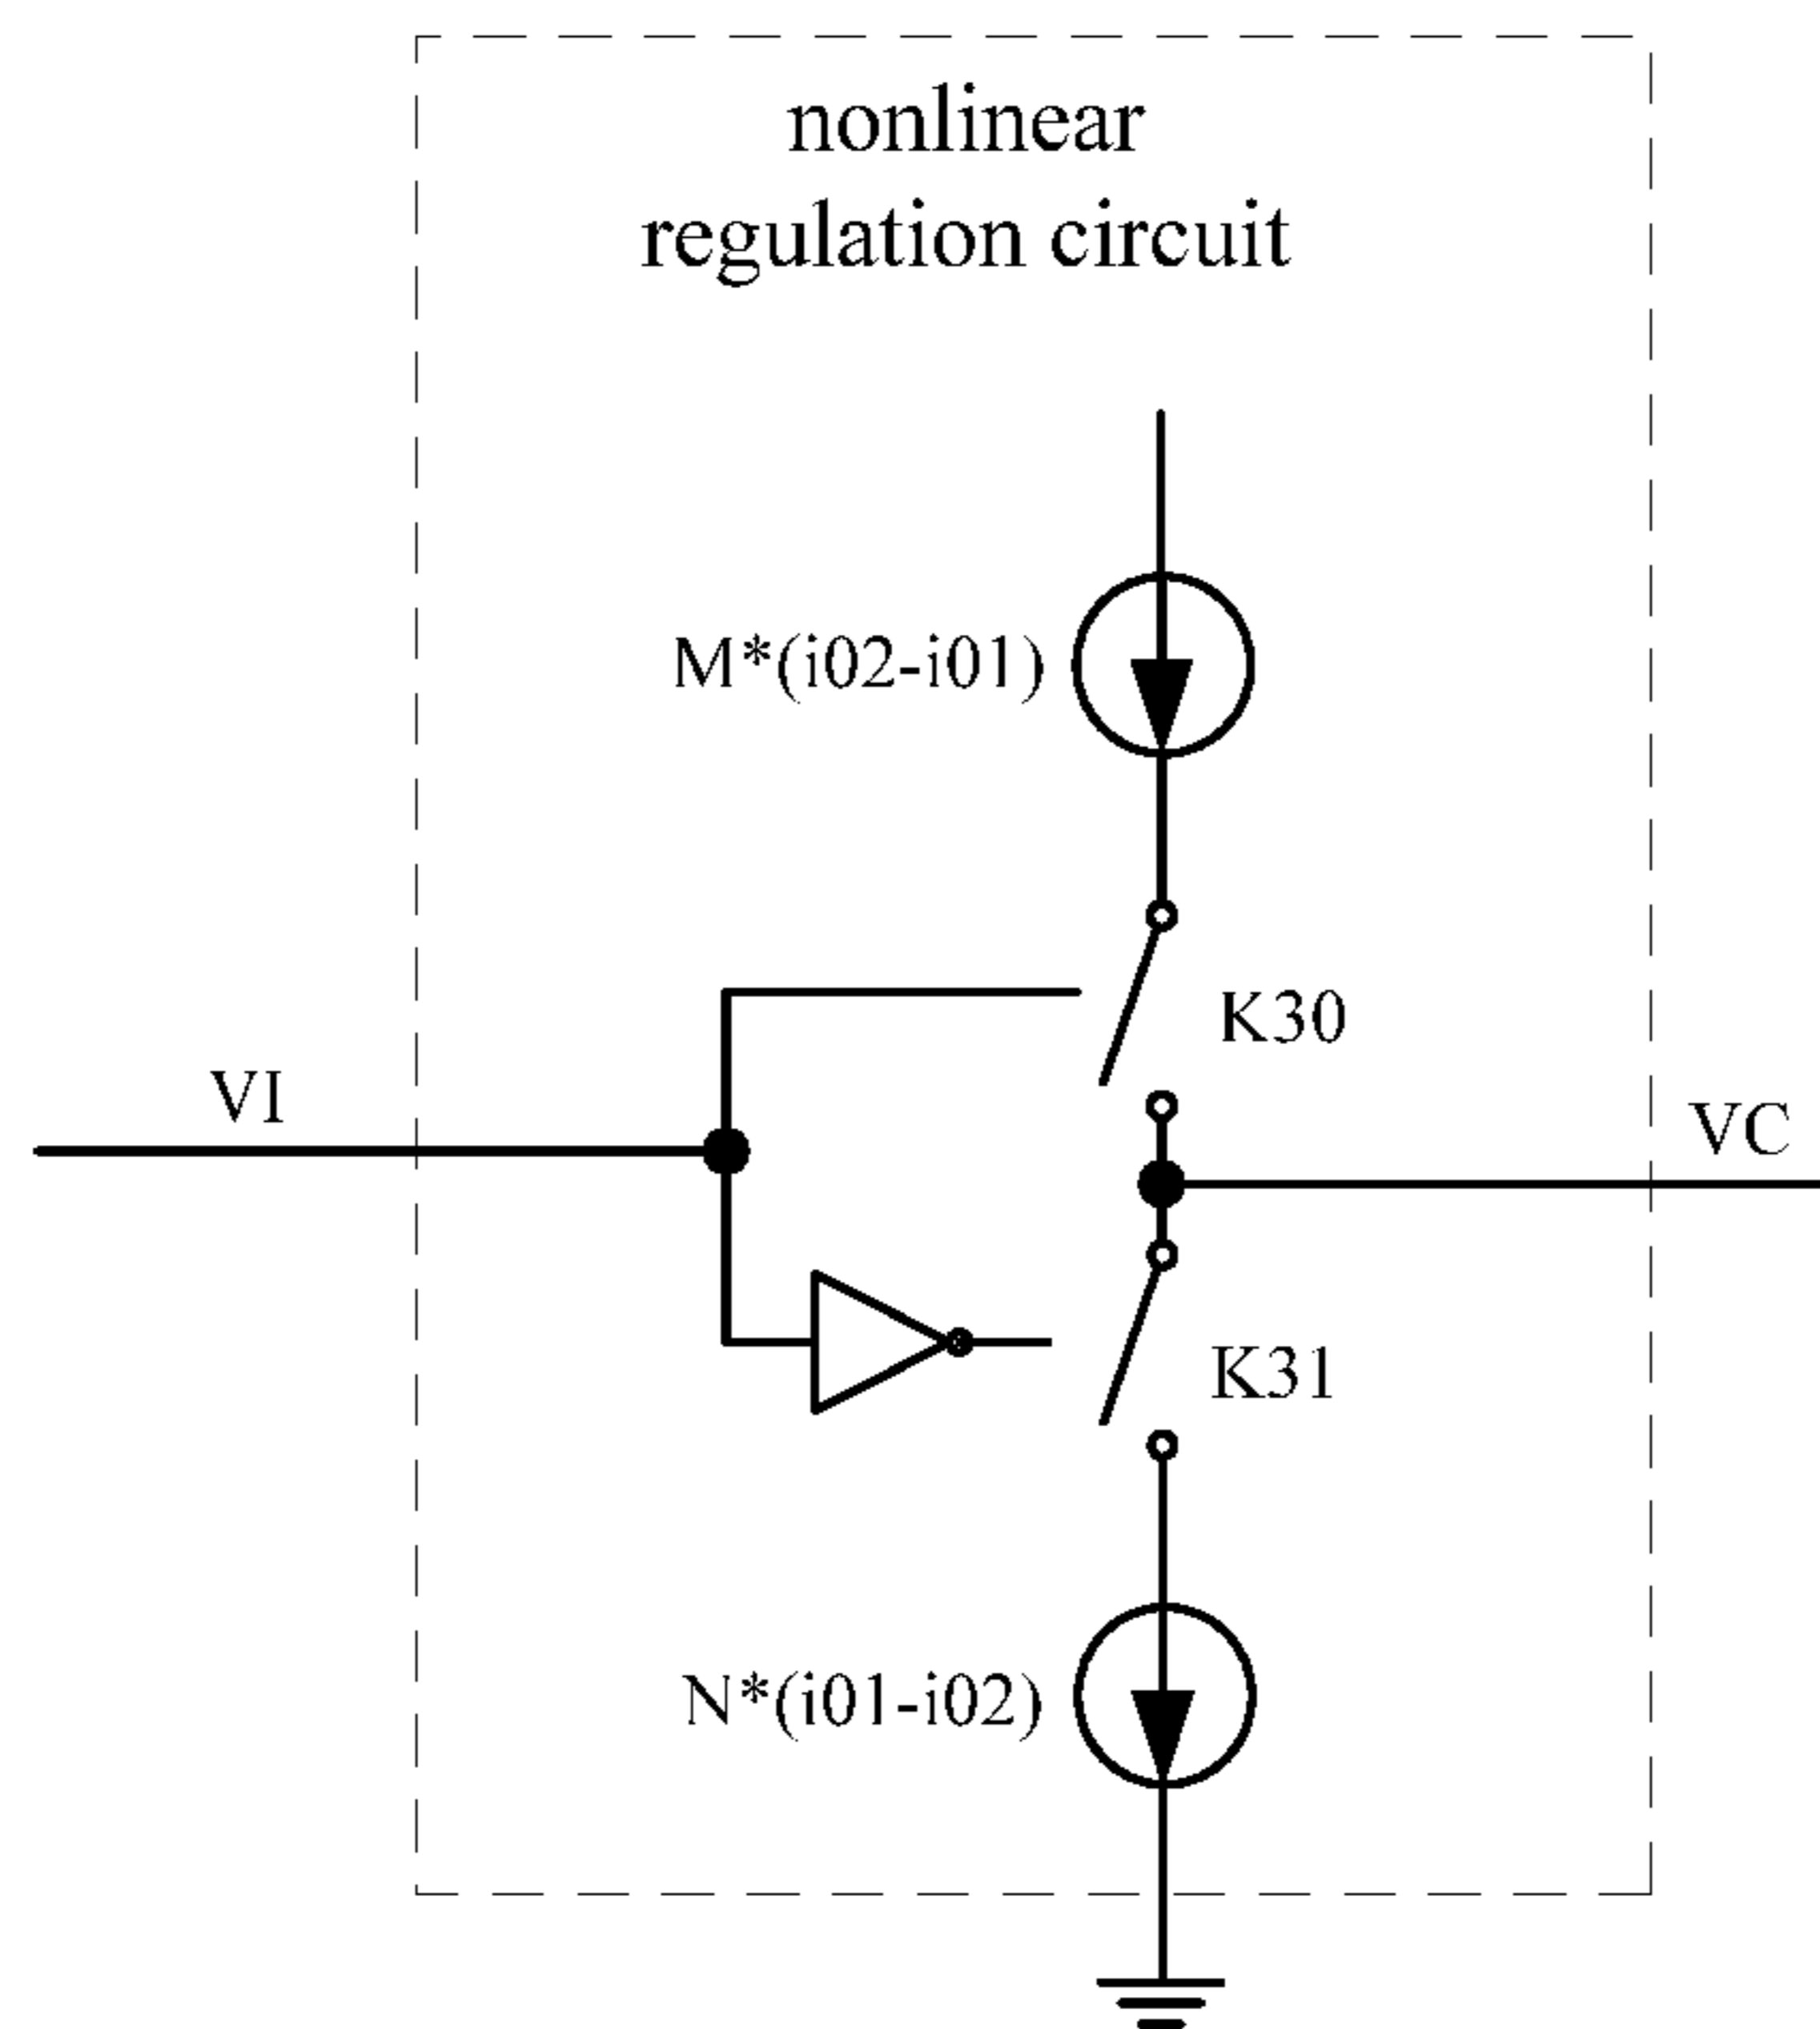 nonlinear
regulation circuit
M*(i02-i01)
K30
VI
VC
K31
N*(i01-i02)